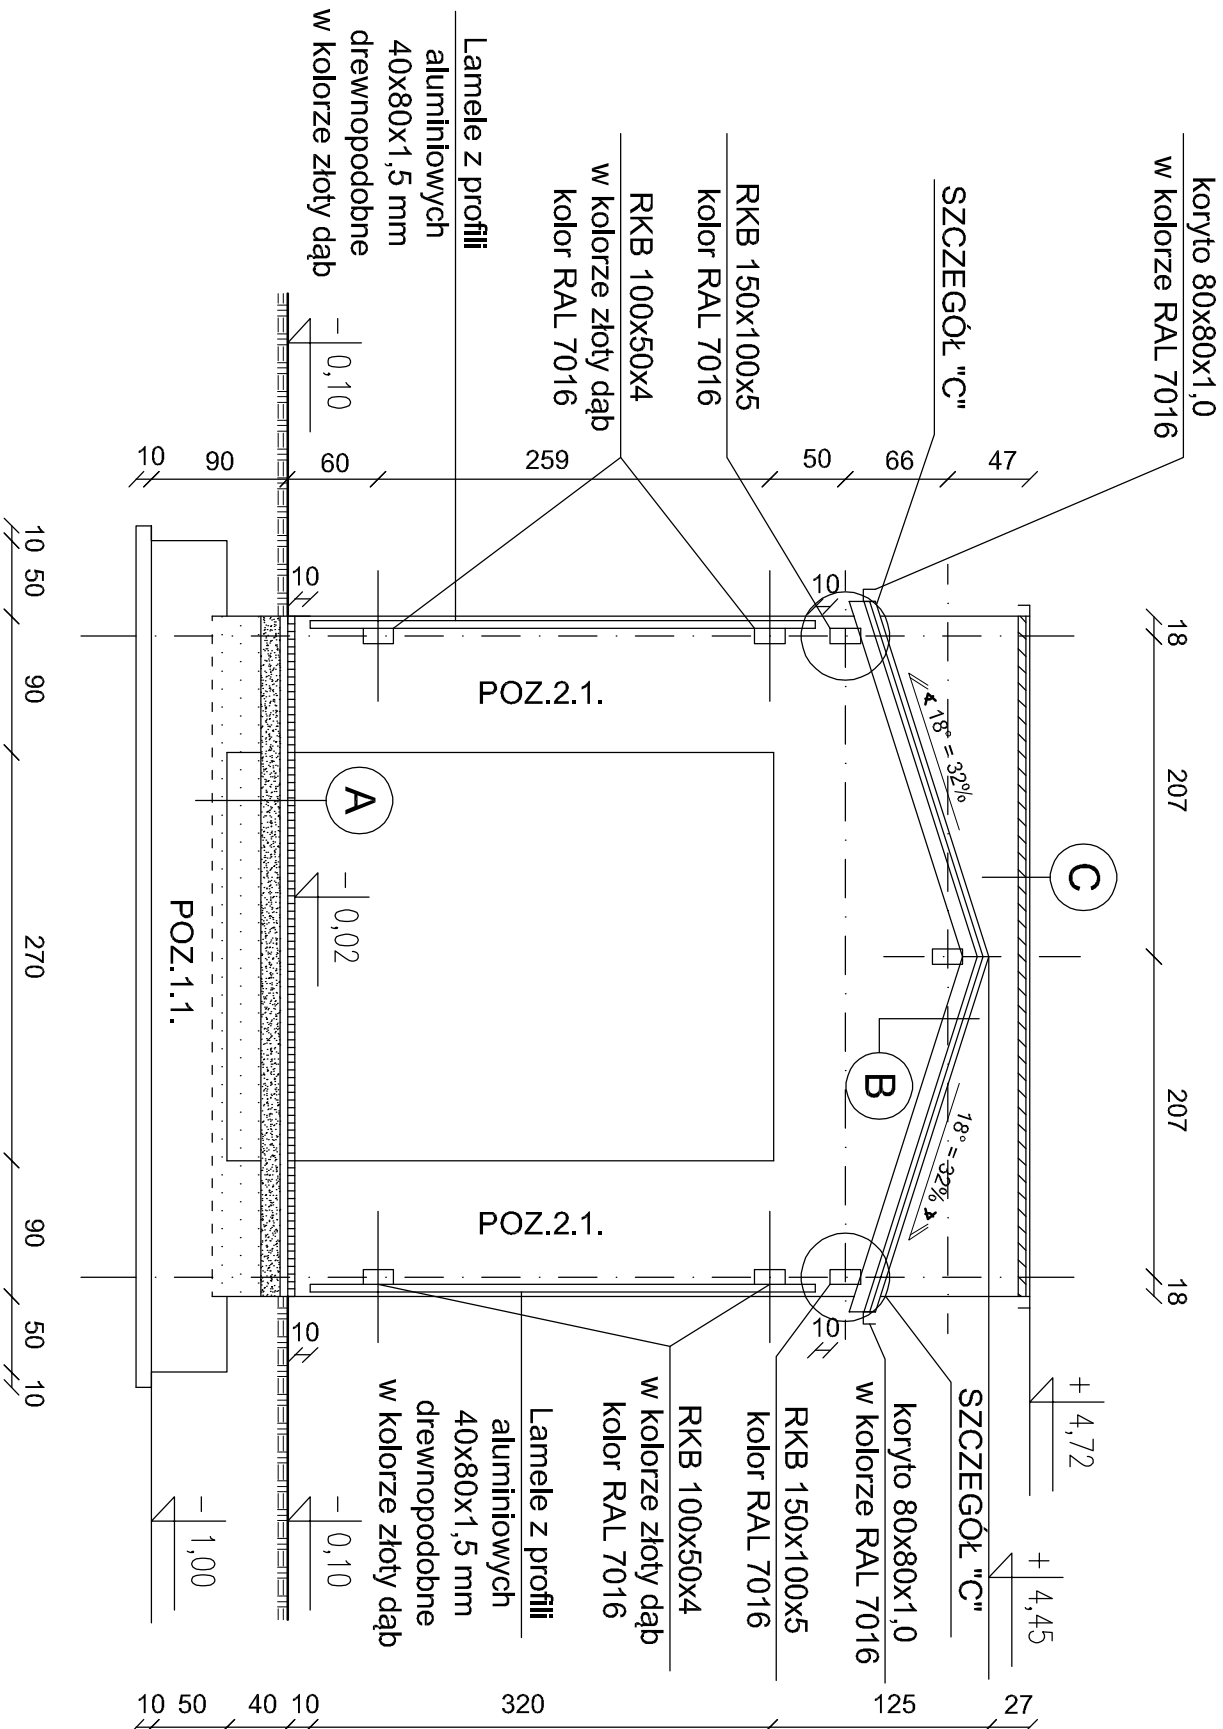 koryto 80x80x1,0
w kolorze RAL 7016
SZCZEGÓŁ "C"
RKB 150x100x5
kolor RAL 7016
RKB 100x50x4
w kolorze złoty dąb
kolor RAL 7016
Lamele z profili
aluminiowych
40x80x1,5 mm
drewnopodobne
w kolorze złoty dąb
- 0,10
10 90 60 259 50 66 47
18 207 207 18
10
10
18° = 32%
18° = 32%
C
B
A
POZ.2.1.
POZ.2.1.
- 0,02
POZ.1.1.
10
10
10 50 90 270 90 50 10
+ 4,72
+ 4,45
SZCZEGÓŁ "C"
koryto 80x80x1,0
w kolorze RAL 7016
RKB 150x100x5
kolor RAL 7016
RKB 100x50x4
w kolorze złoty dąb
kolor RAL 7016
Lamele z profili
aluminiowych
40x80x1,5 mm
drewnopodobne
w kolorze złoty dąb
- 0,10
- 1,00
10 50 40 10 320 125 27